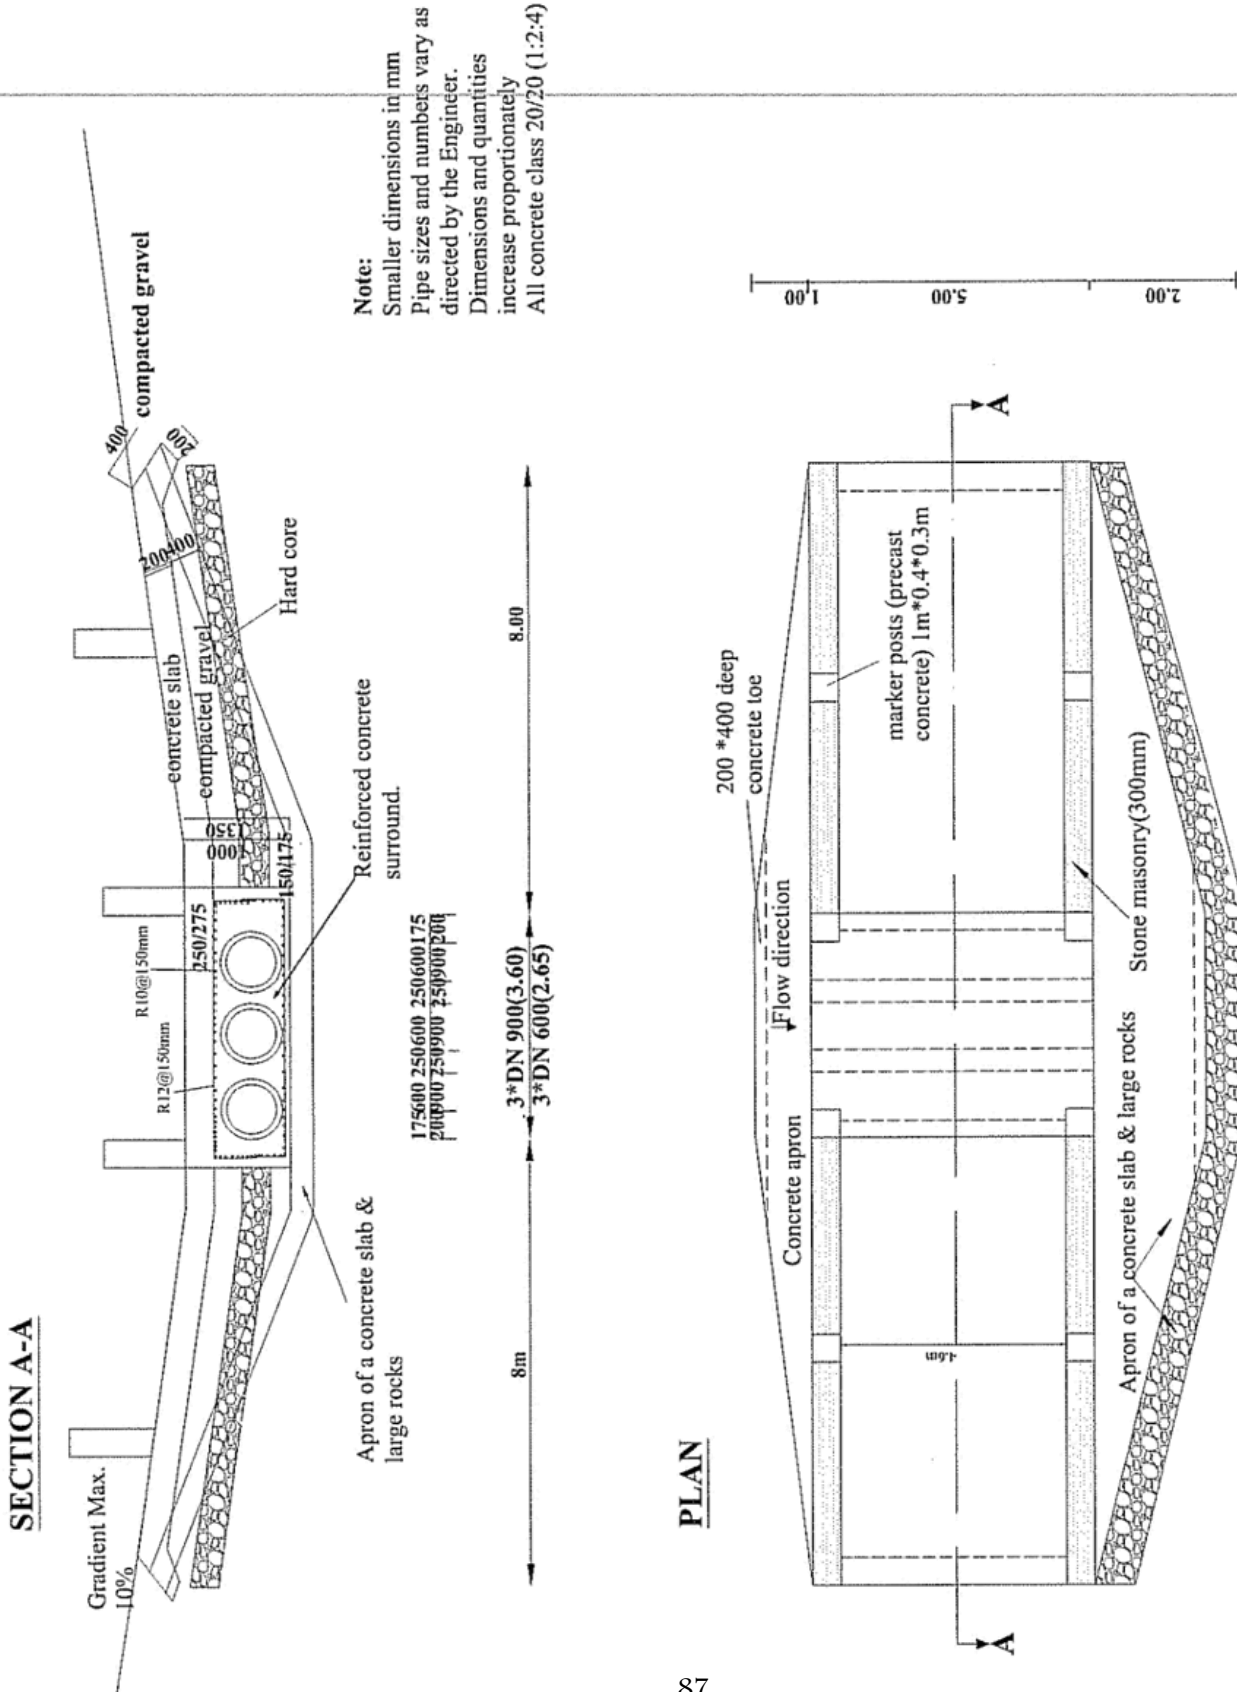 SECTION A-A
Gradient Max.
10%
400
compacted gravel
200
200400
concrete slab
compacted gravel
Hard core
1350
1000
150/175
250/275
R10@150mm
R12@150mm
Reinforced concrete
surround.
Apron of a concrete slab &
large rocks
175600 250600 250600175
200900 250900 250900200
8m
3*DN 900(3.60)
3*DN 600(2.65)
8.00
Note:
Smaller dimensions in mm
Pipe sizes and numbers vary as
directed by the Engineer.
Dimensions and quantities
increase proportionately
All concrete class 20/20 (1:2:4)
PLAN
200 *400 deep
concrete toe
Concrete apron
Flow direction
marker posts (precast
concrete) 1m*0.4*0.3m
Stone masonry(300mm)
Apron of a concrete slab & large rocks
4.6m
A
A
1.00
5.00
2.00
87